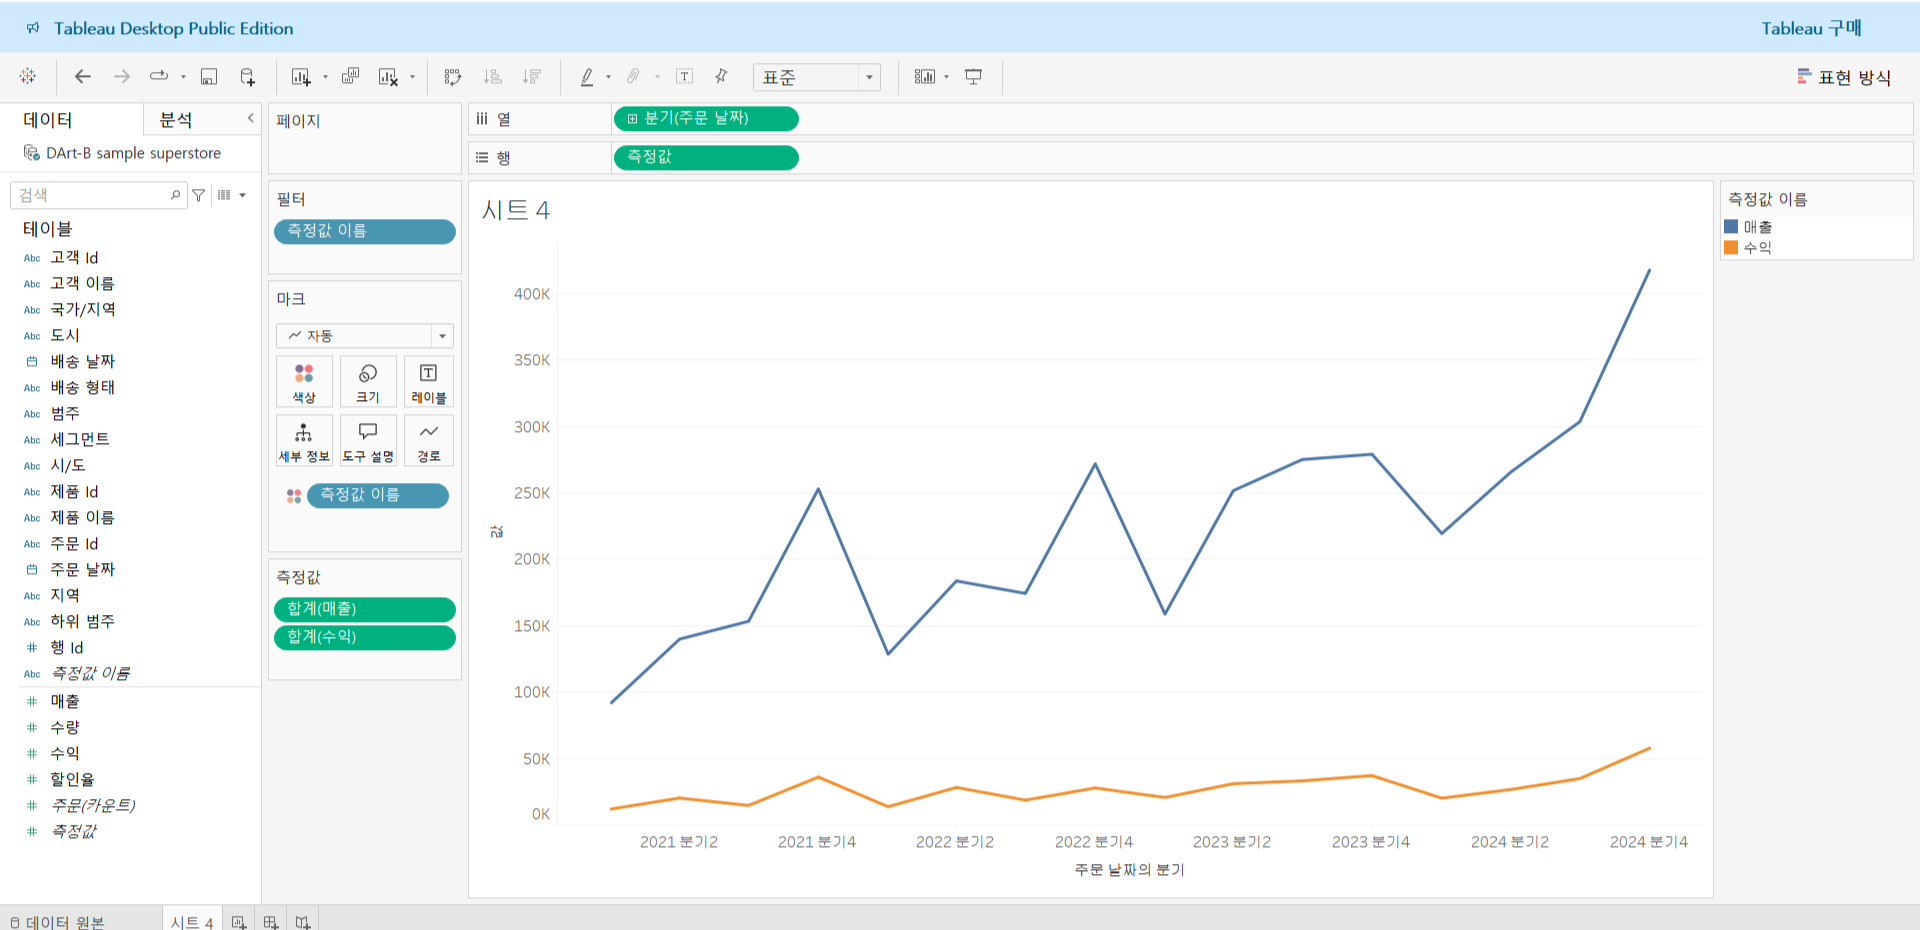 Tableau Desktop Public Edition
Tableau 구매
표준
표현 방식
데이터
분석
DArt-B sample superstore
검색
테이블
Abc 고객 Id
Abc 고객 이름
Abc 국가/지역
Abc 도시
배송 날짜
Abc 배송 형태
Abc 범주
Abc 세그먼트
Abc 시/도
Abc 제품 Id
Abc 제품 이름
Abc 주문 Id
주문 날짜
Abc 지역
Abc 하위 범주
# 행 Id
Abc 측정값 이름
# 매출
# 수량
# 수익
# 할인율
# 주문(카운트)
# 측정값
페이지
필터
측정값 이름
마크
자동
색상
크기
레이블
세부 정보
도구 설명
경로
측정값 이름
측정값
합계(매출)
합계(수익)
열
분기(주문 날짜)
행
측정값
시트 4
400K
350K
300K
250K
200K
150K
100K
50K
0K
값
2021 분기2
2021 분기4
2022 분기2
2022 분기4
2023 분기2
2023 분기4
2024 분기2
2024 분기4
주문 날짜의 분기
측정값 이름
매출
수익
데이터 원본
시트 4